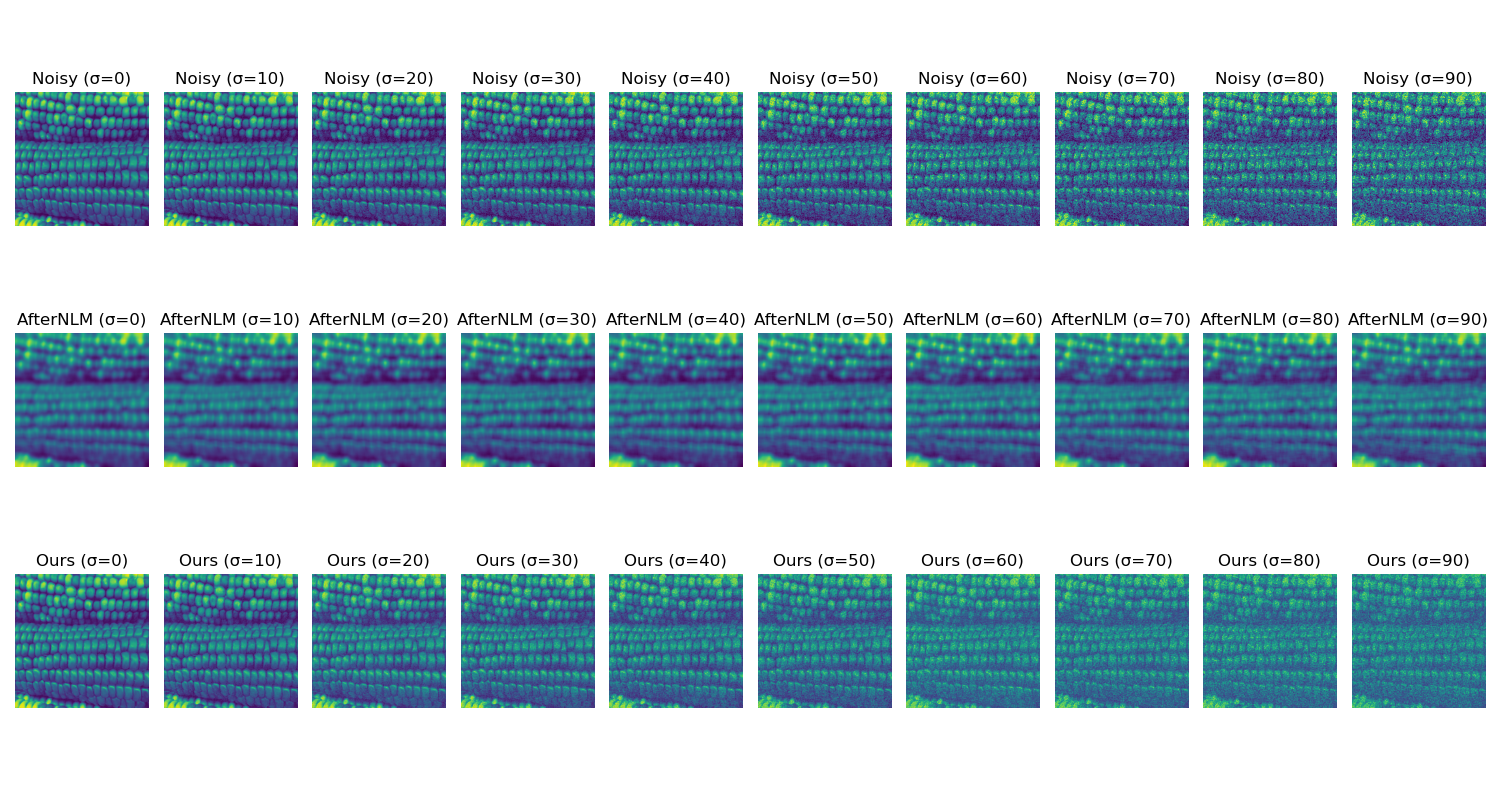 Noisy (σ=0) Noisy (σ=10) Noisy (σ=20) Noisy (σ=30) Noisy (σ=40) Noisy (σ=50) Noisy (σ=60) Noisy (σ=70) Noisy (σ=80) Noisy (σ=90)
AfterNLM (σ=0) AfterNLM (σ=10) AfterNLM (σ=20) AfterNLM (σ=30) AfterNLM (σ=40) AfterNLM (σ=50) AfterNLM (σ=60) AfterNLM (σ=70) AfterNLM (σ=80) AfterNLM (σ=90)
Ours (σ=0) Ours (σ=10) Ours (σ=20) Ours (σ=30) Ours (σ=40) Ours (σ=50) Ours (σ=60) Ours (σ=70) Ours (σ=80) Ours (σ=90)